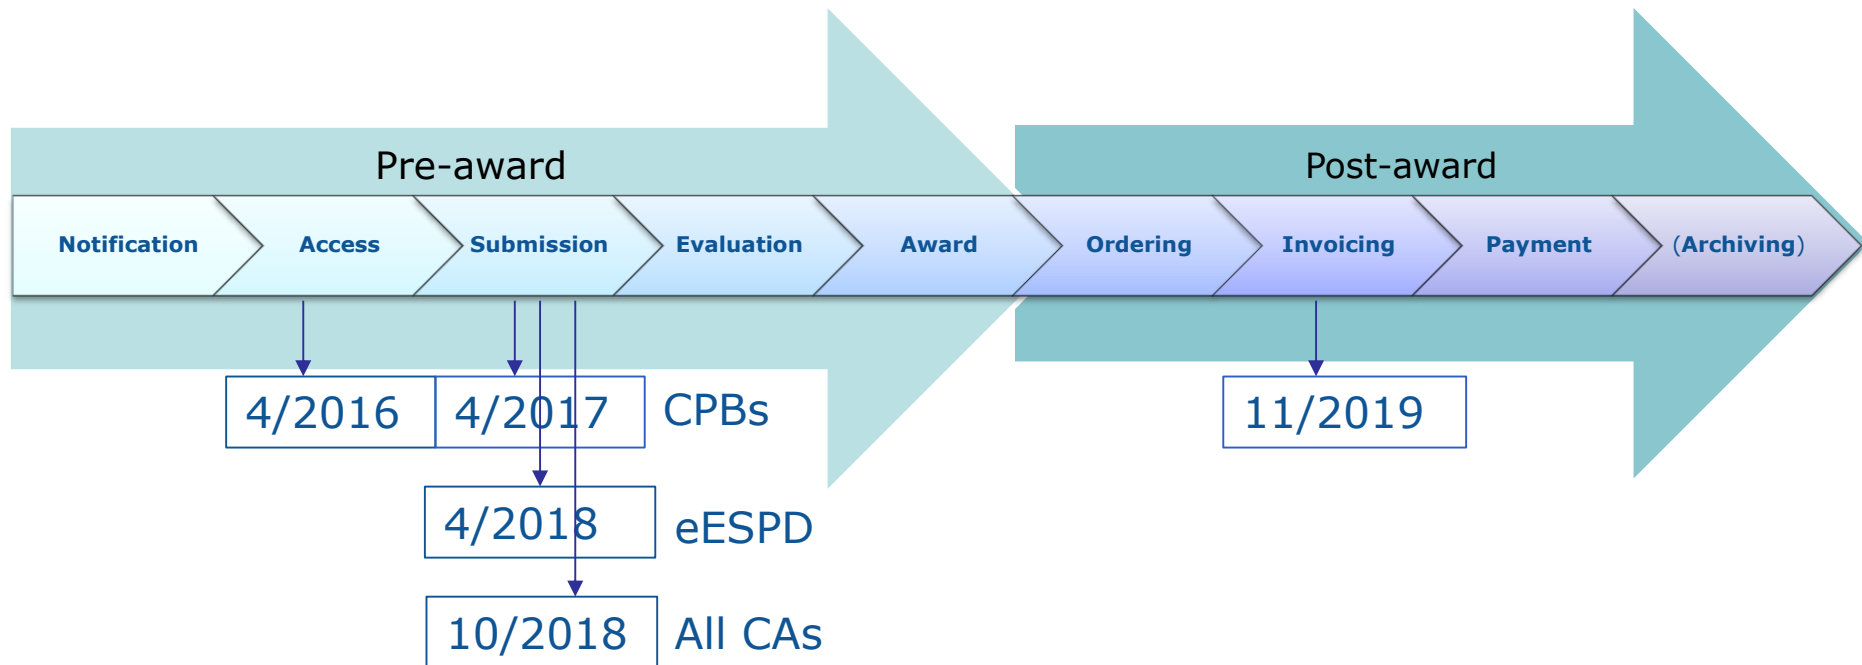 Pre-award
Post-award
Notification
Access
Submission
Evaluation
Award
Ordering
Invoicing
Payment
(Archiving)
4/2016
4/2017
CPBs
11/2019
4/2018
eESPD
10/2018
All CAs